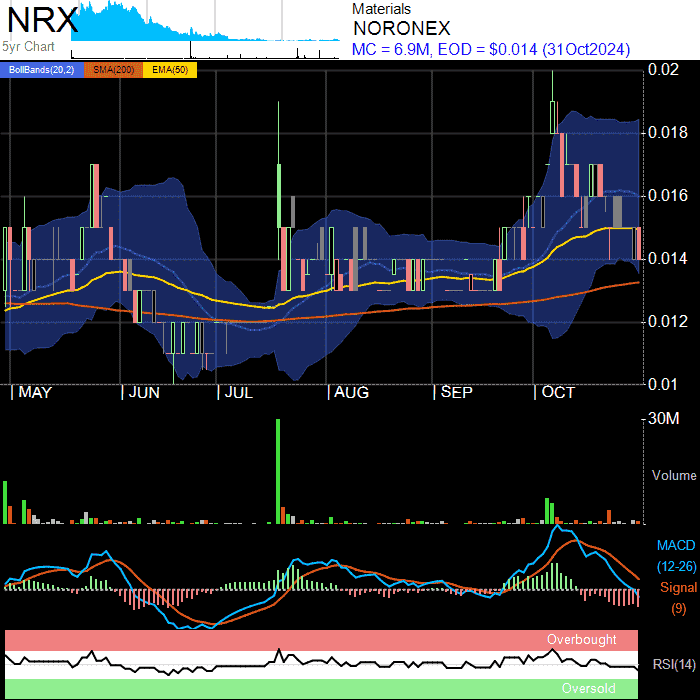 NRX
5yr Chart
Materials
NORONEX
MC = 6.9M, EOD = $0.014 (31Oct2024)
BollBands(20,2) SMA(200) EMA(50)
0.02
0.018
0.016
0.014
0.012
0.01
MAY JUN JUL AUG SEP OCT
30M
Volume
MACD
(12-26)
Signal
(9)
Overbought
RSI(14)
Oversold